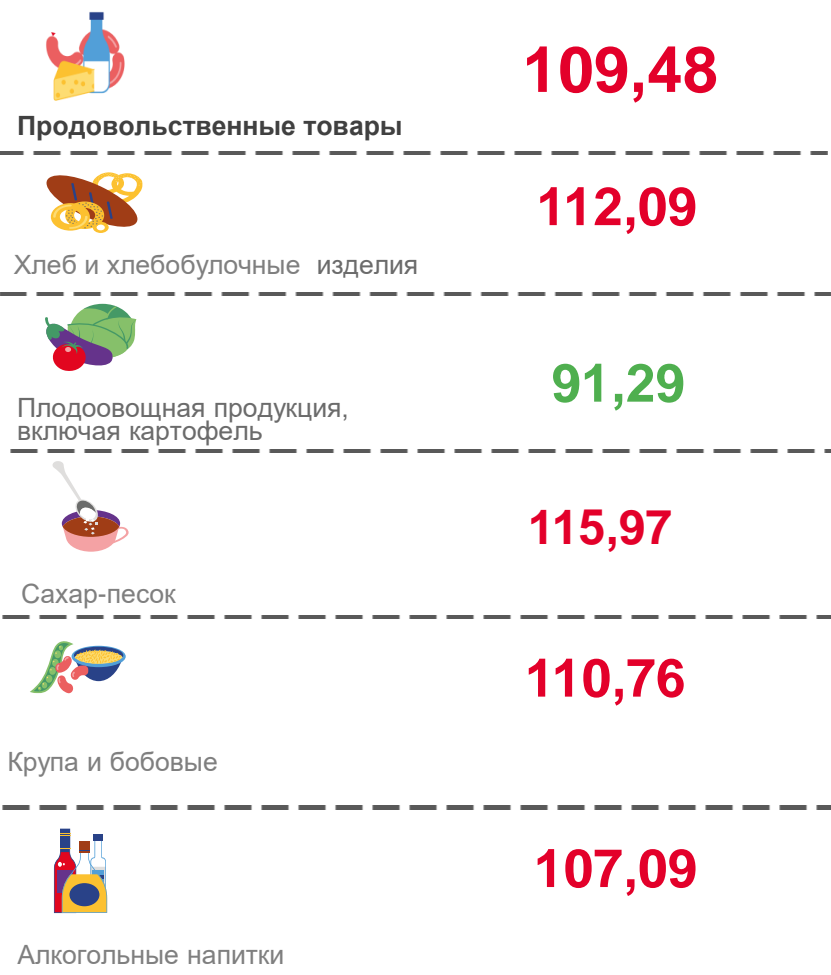 109,48
Продовольственные товары
112,09
Хлеб и хлебобулочные изделия
91,29
Плодоовощная продукция,
включая картофель
115,97
Сахар-песок
110,76
Крупа и бобовые
107,09
Алкогольные напитки